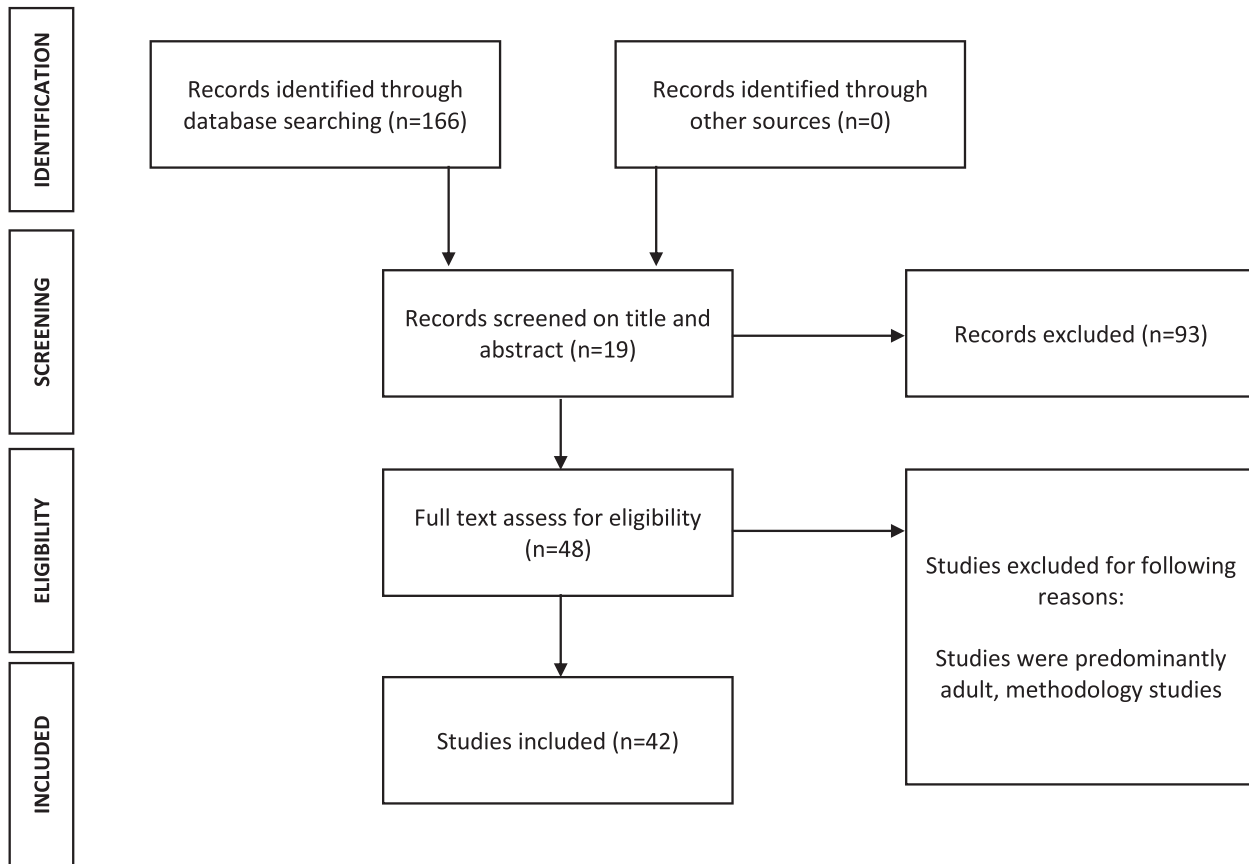 IDENTIFICATION
Records identified through
database searching (n=166)
Records identified through
other sources (n=0)
SCREENING
Records screened on title and
abstract (n=19)
Records excluded (n=93)
ELIGIBILITY
Full text assess for eligibility
(n=48)
Studies excluded for following
reasons:
Studies were predominantly
adult, methodology studies
INCLUDED
Studies included (n=42)